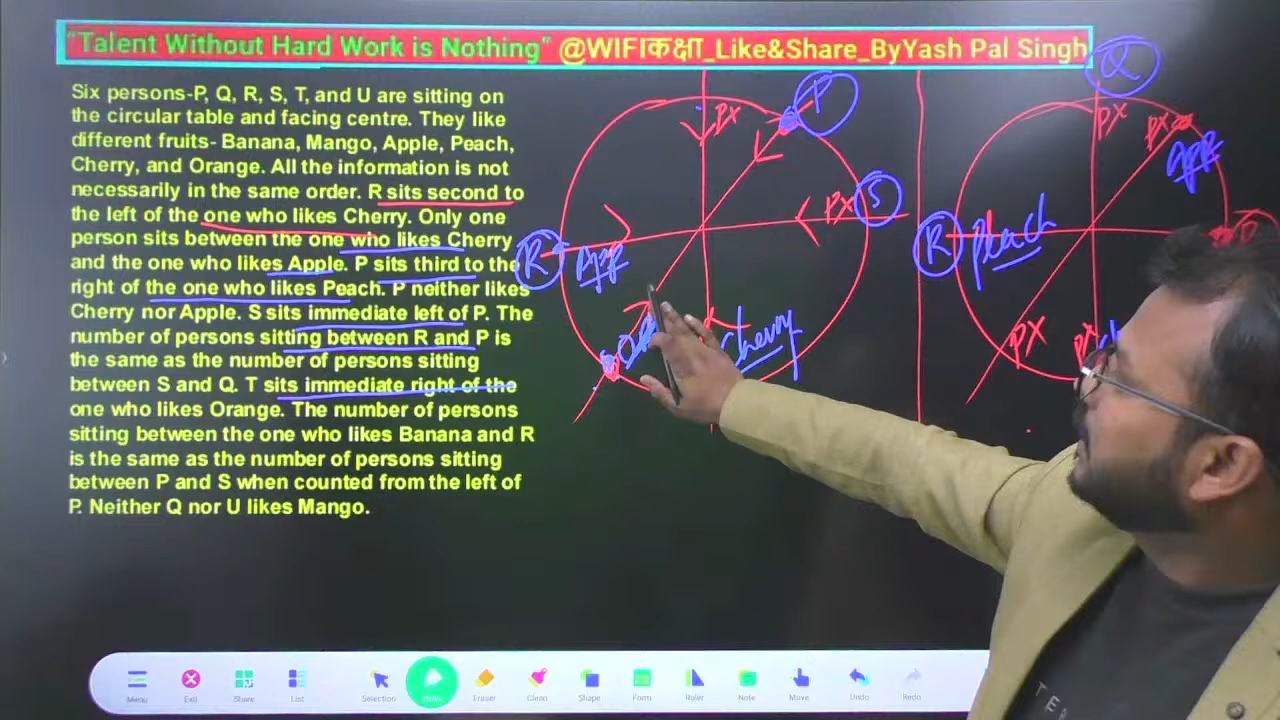 "Talent Without Hard Work is Nothing" @WIFIकक्षा_Like&Share_ByYash Pal Singh
Six persons-P, Q, R, S, T, and U are sitting on
the circular table and facing centre. They like
different fruits- Banana, Mango, Apple, Peach,
Cherry, and Orange. All the information is not
necessarily in the same order. R sits second to
the left of the one who likes Cherry. Only one
person sits between the one who likes Cherry
and the one who likes Apple. P sits third to the
right of the one who likes Peach. P neither likes
Cherry nor Apple. S sits immediate left of P. The
number of persons sitting between R and P is
the same as the number of persons sitting
between S and Q. T sits immediate right of the
one who likes Orange. The number of persons
sitting between the one who likes Banana and R
is the same as the number of persons sitting
between P and S when counted from the left of
P. Neither Q nor U likes Mango.
P
PX
S
PX
R
APP
Cherry
Q
PX
PX
APP
R
Peach
PX
PX
Menu
Exit
Share
List
Selection
Eraser
Clean
Shape
Form
Ruler
Note
Move
Undo
Redo
TEN